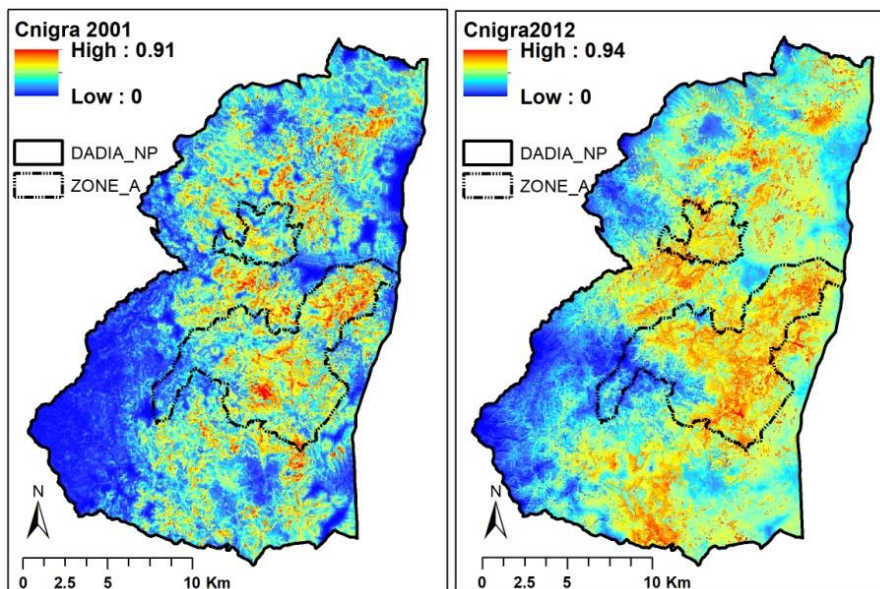 Cnigra 2001
High : 0.91
Low : 0
DADIA_NP
ZONE_A
N
0 2.5 5 10 Km
Cnigra2012
High : 0.94
Low : 0
DADIA_NP
ZONE_A
N
0 2.5 5 10 Km